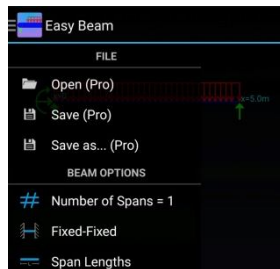 Easy Beam
FILE
Open (Pro)
Save (Pro)
x=5.0m
Save as... (Pro)
BEAM OPTIONS
Number of Spans = 1
Fixed-Fixed
Span Lengths